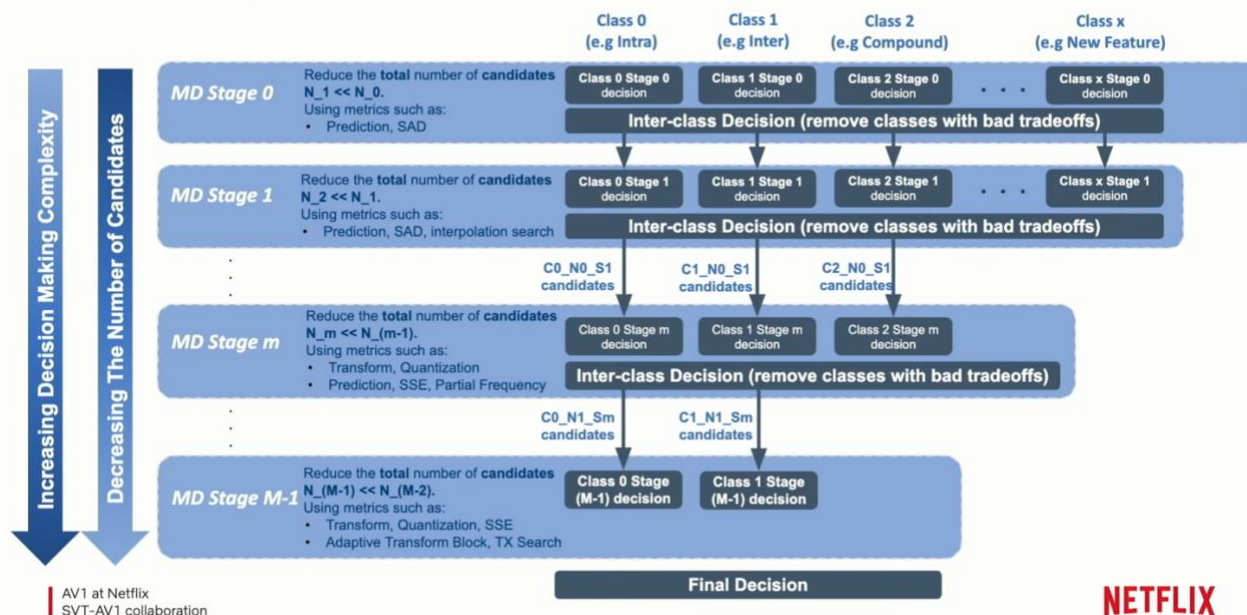 Class 0
(e.g Intra)
Class 1
(e.g Inter)
Class 2
(e.g Compound)
Class x
(e.g New Feature)
Increasing Decision Making Complexity
Decreasing The Number of Candidates
MD Stage 0
Reduce the total number of candidates
N_1 << N_0.
Using metrics such as:
• Prediction, SAD
Class 0 Stage 0
decision
Class 1 Stage 0
decision
Class 2 Stage 0
decision
. . .
Class x Stage 0
decision
Inter-class Decision (remove classes with bad tradeoffs)
MD Stage 1
Reduce the total number of candidates
N_2 << N_1.
Using metrics such as:
• Prediction, SAD, interpolation search
Class 0 Stage 1
decision
Class 1 Stage 1
decision
Class 2 Stage 1
decision
. . .
Class x Stage 1
decision
Inter-class Decision (remove classes with bad tradeoffs)
C0_N0_S1
candidates
C1_N0_S1
candidates
C2_N0_S1
candidates
MD Stage m
Reduce the total number of candidates
N_m << N_(m-1).
Using metrics such as:
• Transform, Quantization
• Prediction, SSE, Partial Frequency
Class 0 Stage m
decision
Class 1 Stage m
decision
Class 2 Stage m
decision
Inter-class Decision (remove classes with bad tradeoffs)
C0_N1_Sm
candidates
C1_N1_Sm
candidates
MD Stage M-1
Reduce the total number of candidates
N_(M-1) << N_(M-2).
Using metrics such as:
• Transform, Quantization, SSE
• Adaptive Transform Block, TX Search
Class 0 Stage
(M-1) decision
Class 1 Stage
(M-1) decision
Final Decision
AV1 at Netflix
SVT-AV1 collaboration
NETFLIX